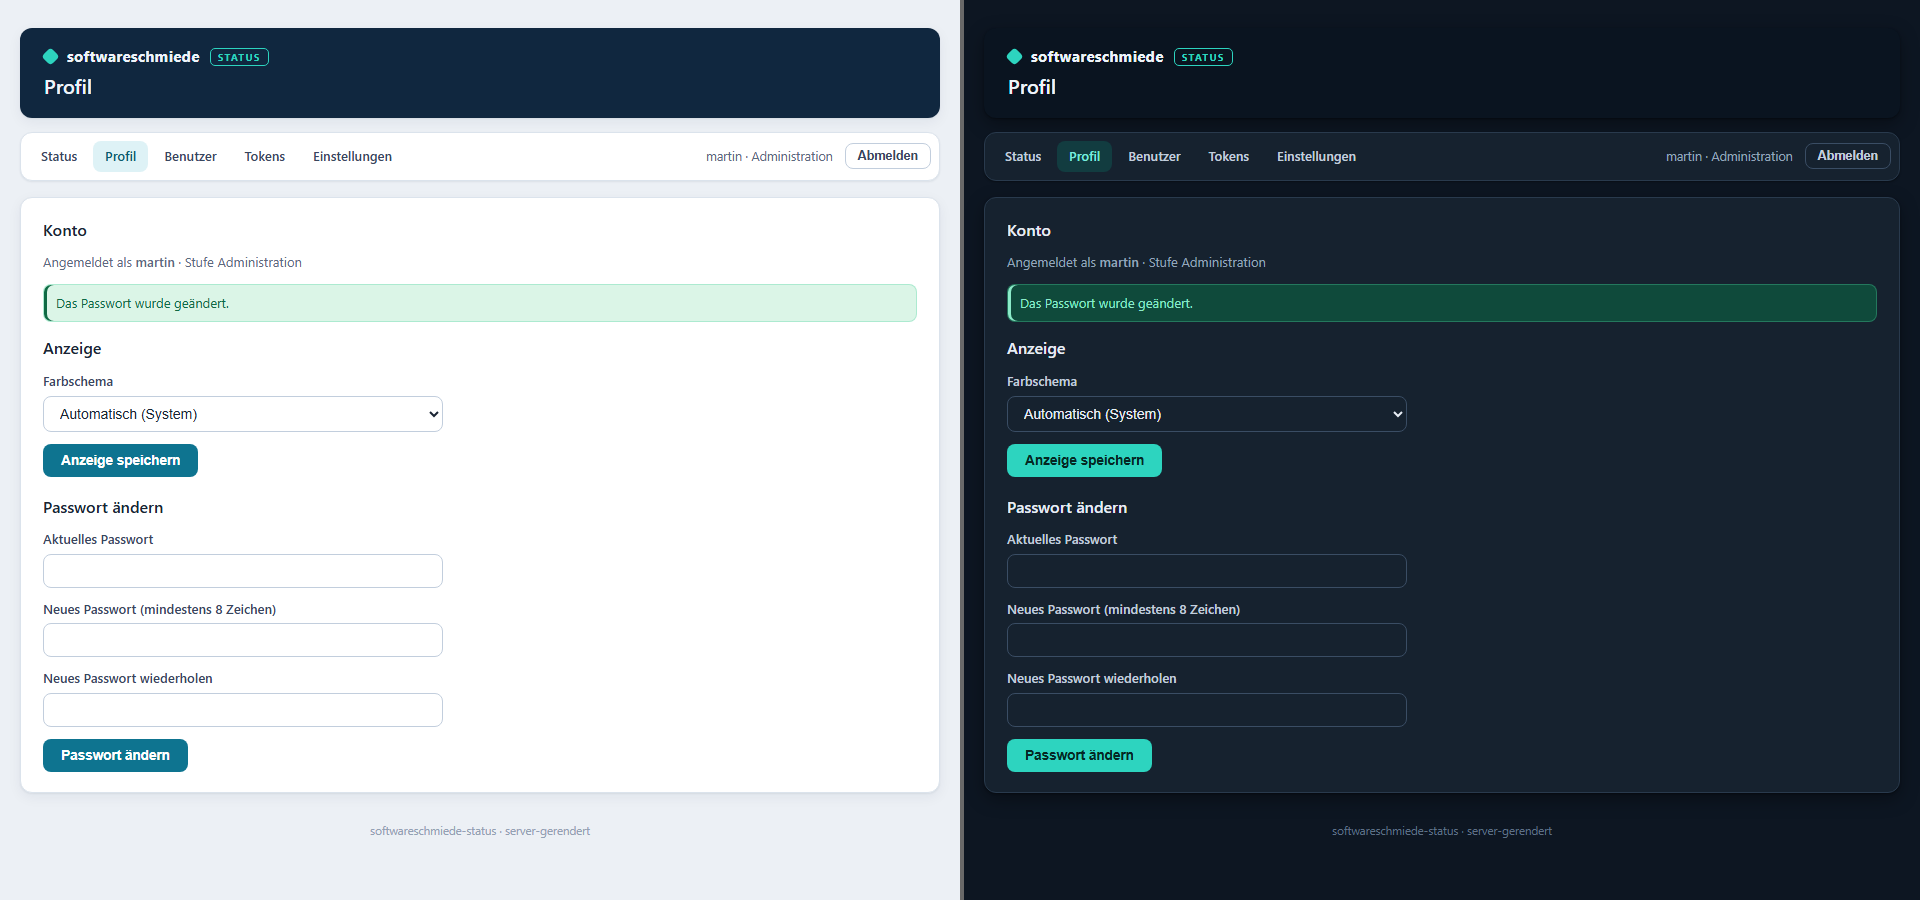 softwareschmiede STATUS
Profil
Status Profil Benutzer Tokens Einstellungen martin · Administration Abmelden
Konto
Angemeldet als martin · Stufe Administration
Das Passwort wurde geändert.
Anzeige
Farbschema
Automatisch (System)
Anzeige speichern
Passwort ändern
Aktuelles Passwort
Neues Passwort (mindestens 8 Zeichen)
Neues Passwort wiederholen
Passwort ändern
softwareschmiede-status · server-gerendert
softwareschmiede STATUS
Profil
Status Profil Benutzer Tokens Einstellungen martin · Administration Abmelden
Konto
Angemeldet als martin · Stufe Administration
Das Passwort wurde geändert.
Anzeige
Farbschema
Automatisch (System)
Anzeige speichern
Passwort ändern
Aktuelles Passwort
Neues Passwort (mindestens 8 Zeichen)
Neues Passwort wiederholen
Passwort ändern
softwareschmiede-status · server-gerendert